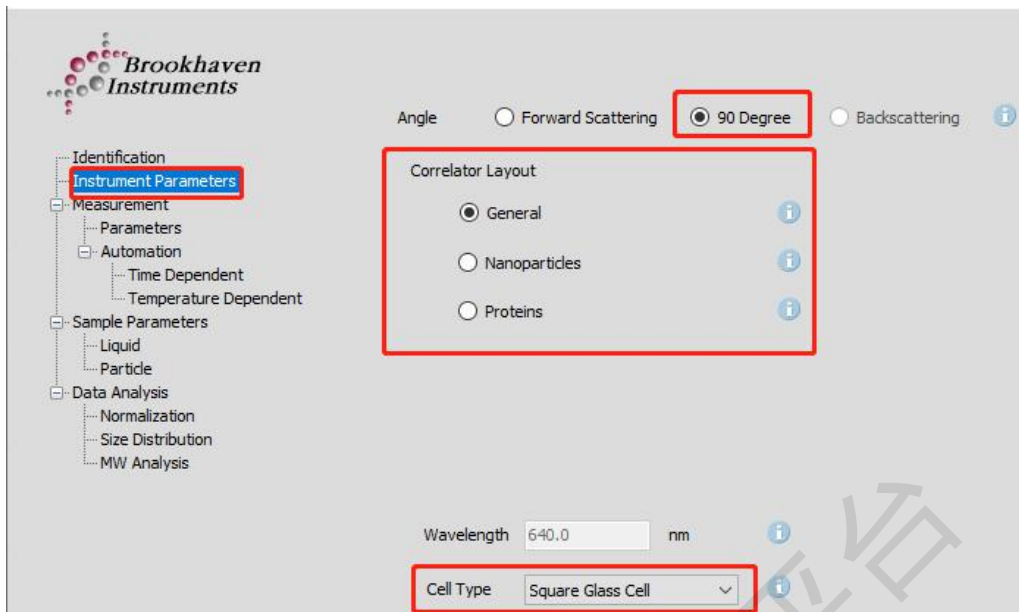 Brookhaven
Instruments
Angle Forward Scattering 90 Degree Backscattering
Identification
Instrument Parameters
Measurement
Parameters
Automation
Time Dependent
Temperature Dependent
Sample Parameters
Liquid
Particle
Data Analysis
Normalization
Size Distribution
MW Analysis
Correlator Layout
General
Nanoparticles
Proteins
Wavelength 640.0 nm
Cell Type Square Glass Cell
平台